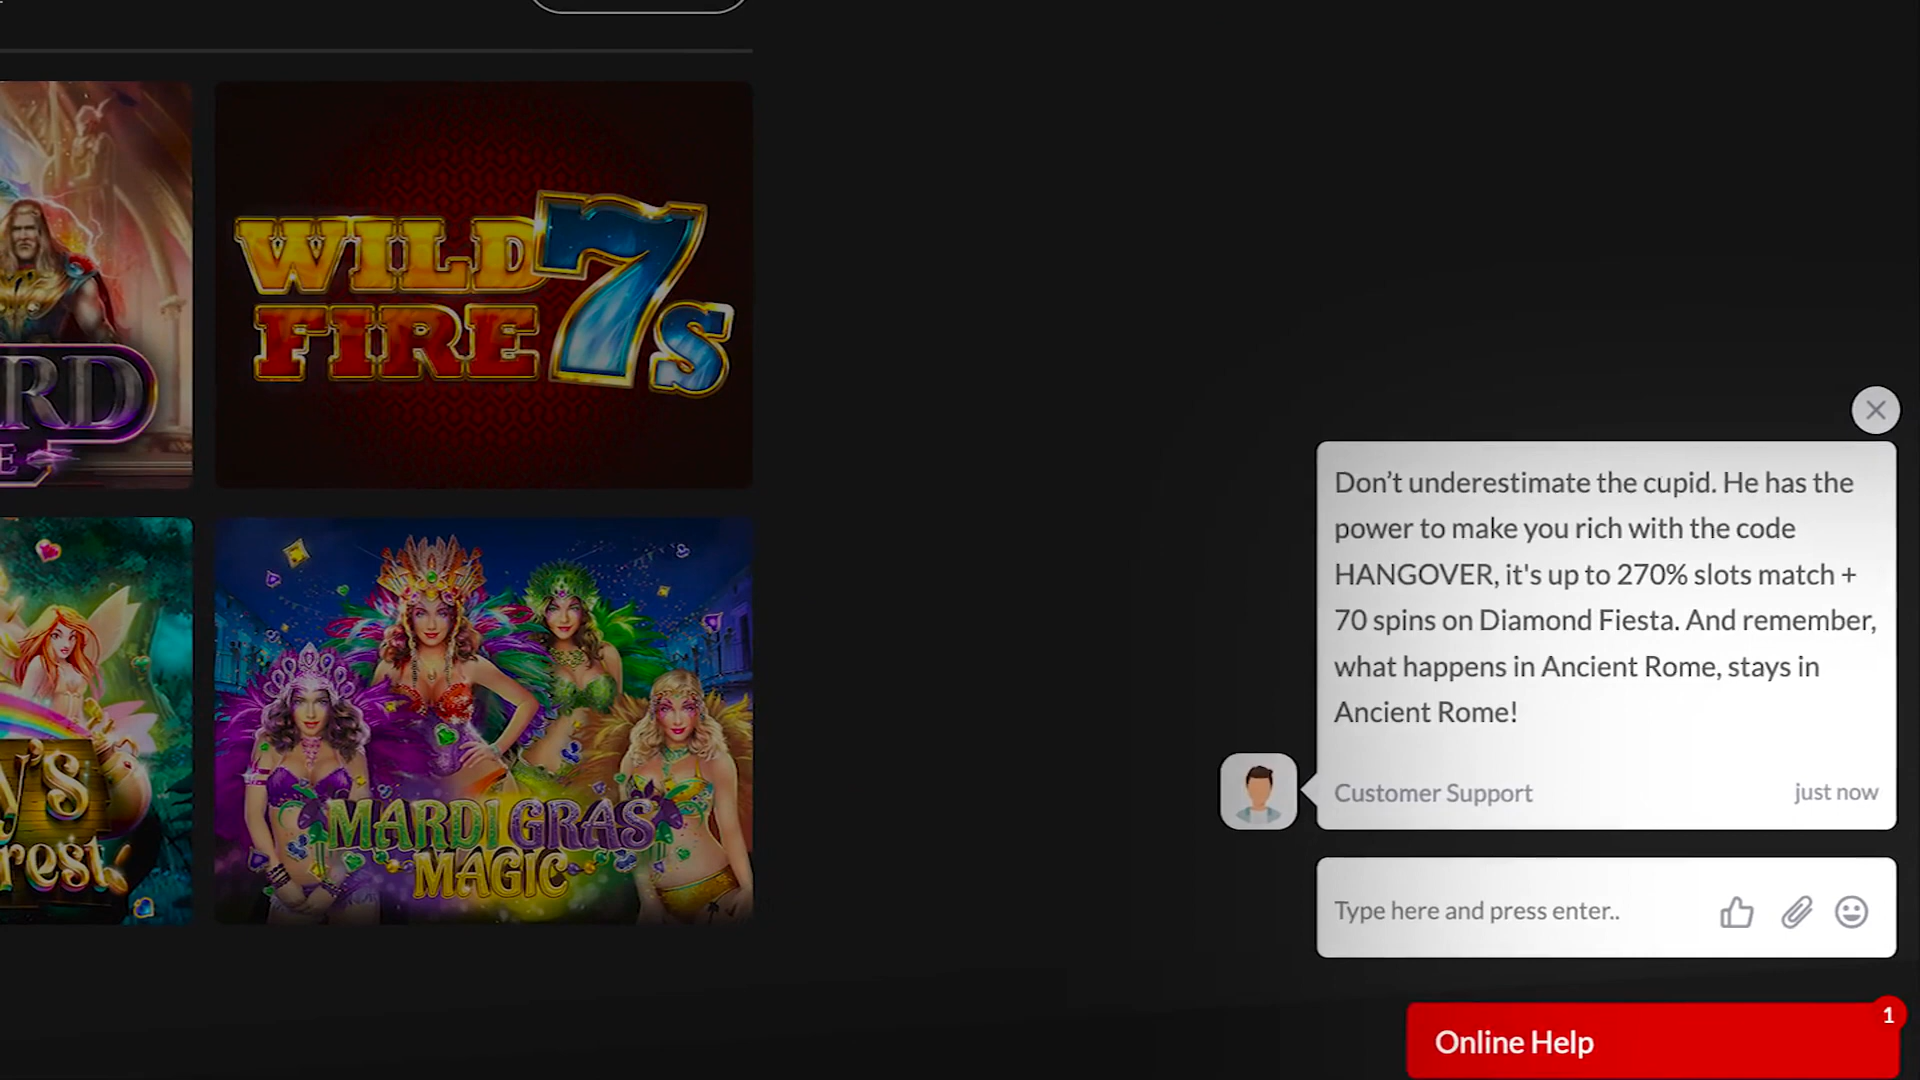 WILD
FIRE 7s
RD
E
Y'S
rest
MARDI GRAS
MAGIC
Don’t underestimate the cupid. He has the
power to make you rich with the code
HANGOVER, it's up to 270% slots match +
70 spins on Diamond Fiesta. And remember,
what happens in Ancient Rome, stays in
Ancient Rome!
Customer Support just now
Type here and press enter..
1
Online Help